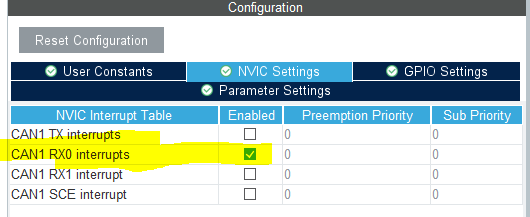 Configuration
Reset Configuration
User Constants NVIC Settings GPIO Settings
Parameter Settings
NVIC Interrupt Table Enabled Preemption Priority Sub Priority
CAN1 TX interrupts 0 0
CAN1 RX0 interrupts 0 0
CAN1 RX1 interrupt 0 0
CAN1 SCE interrupt 0 0